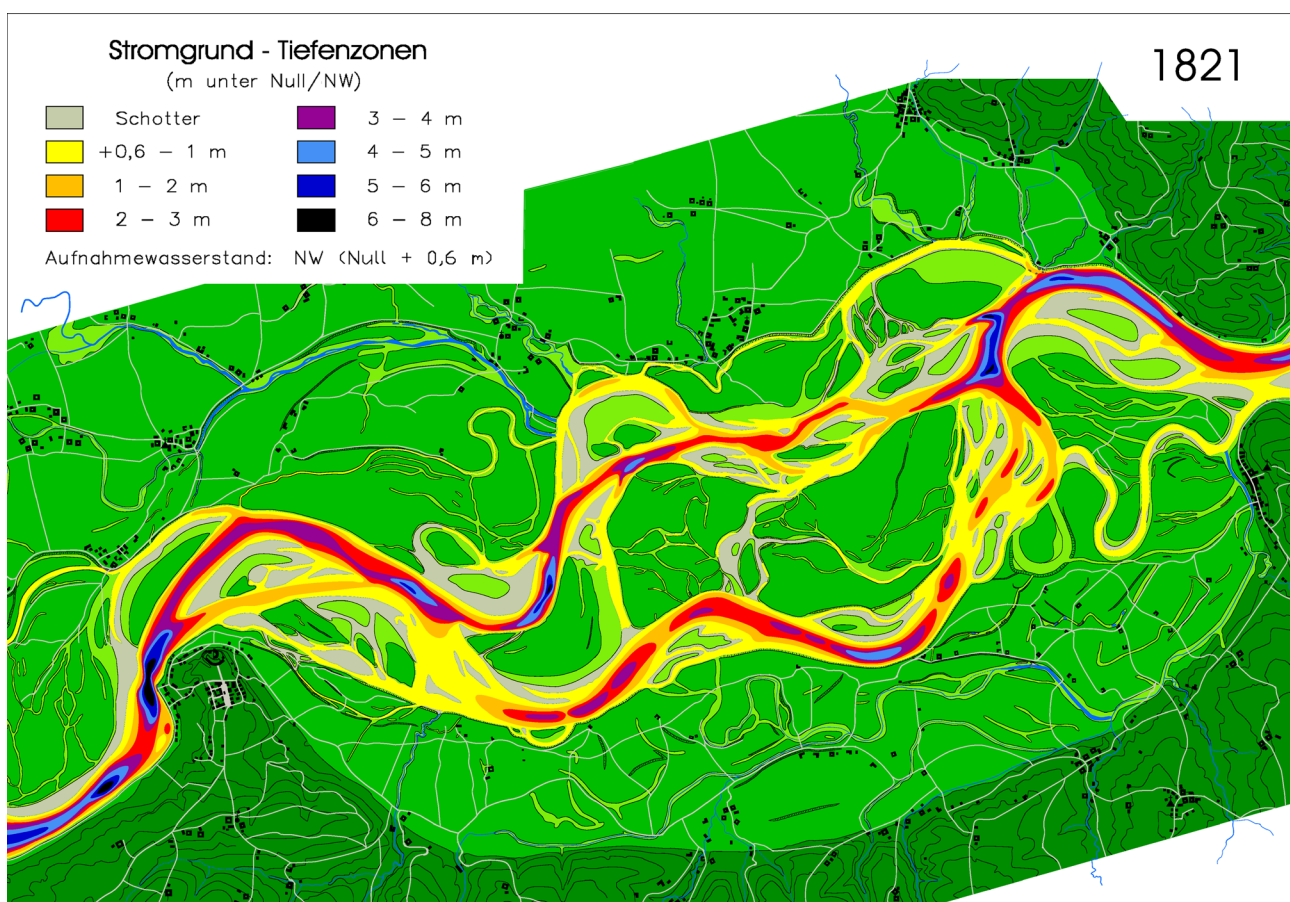 Stromgrund - Tiefenzonen
(m unter Null/NW)
1821
Schotter
+0,6 – 1 m
1 – 2 m
2 – 3 m
3 – 4 m
4 – 5 m
5 – 6 m
6 – 8 m
Aufnahmewasserstand: NW (Null + 0,6 m)